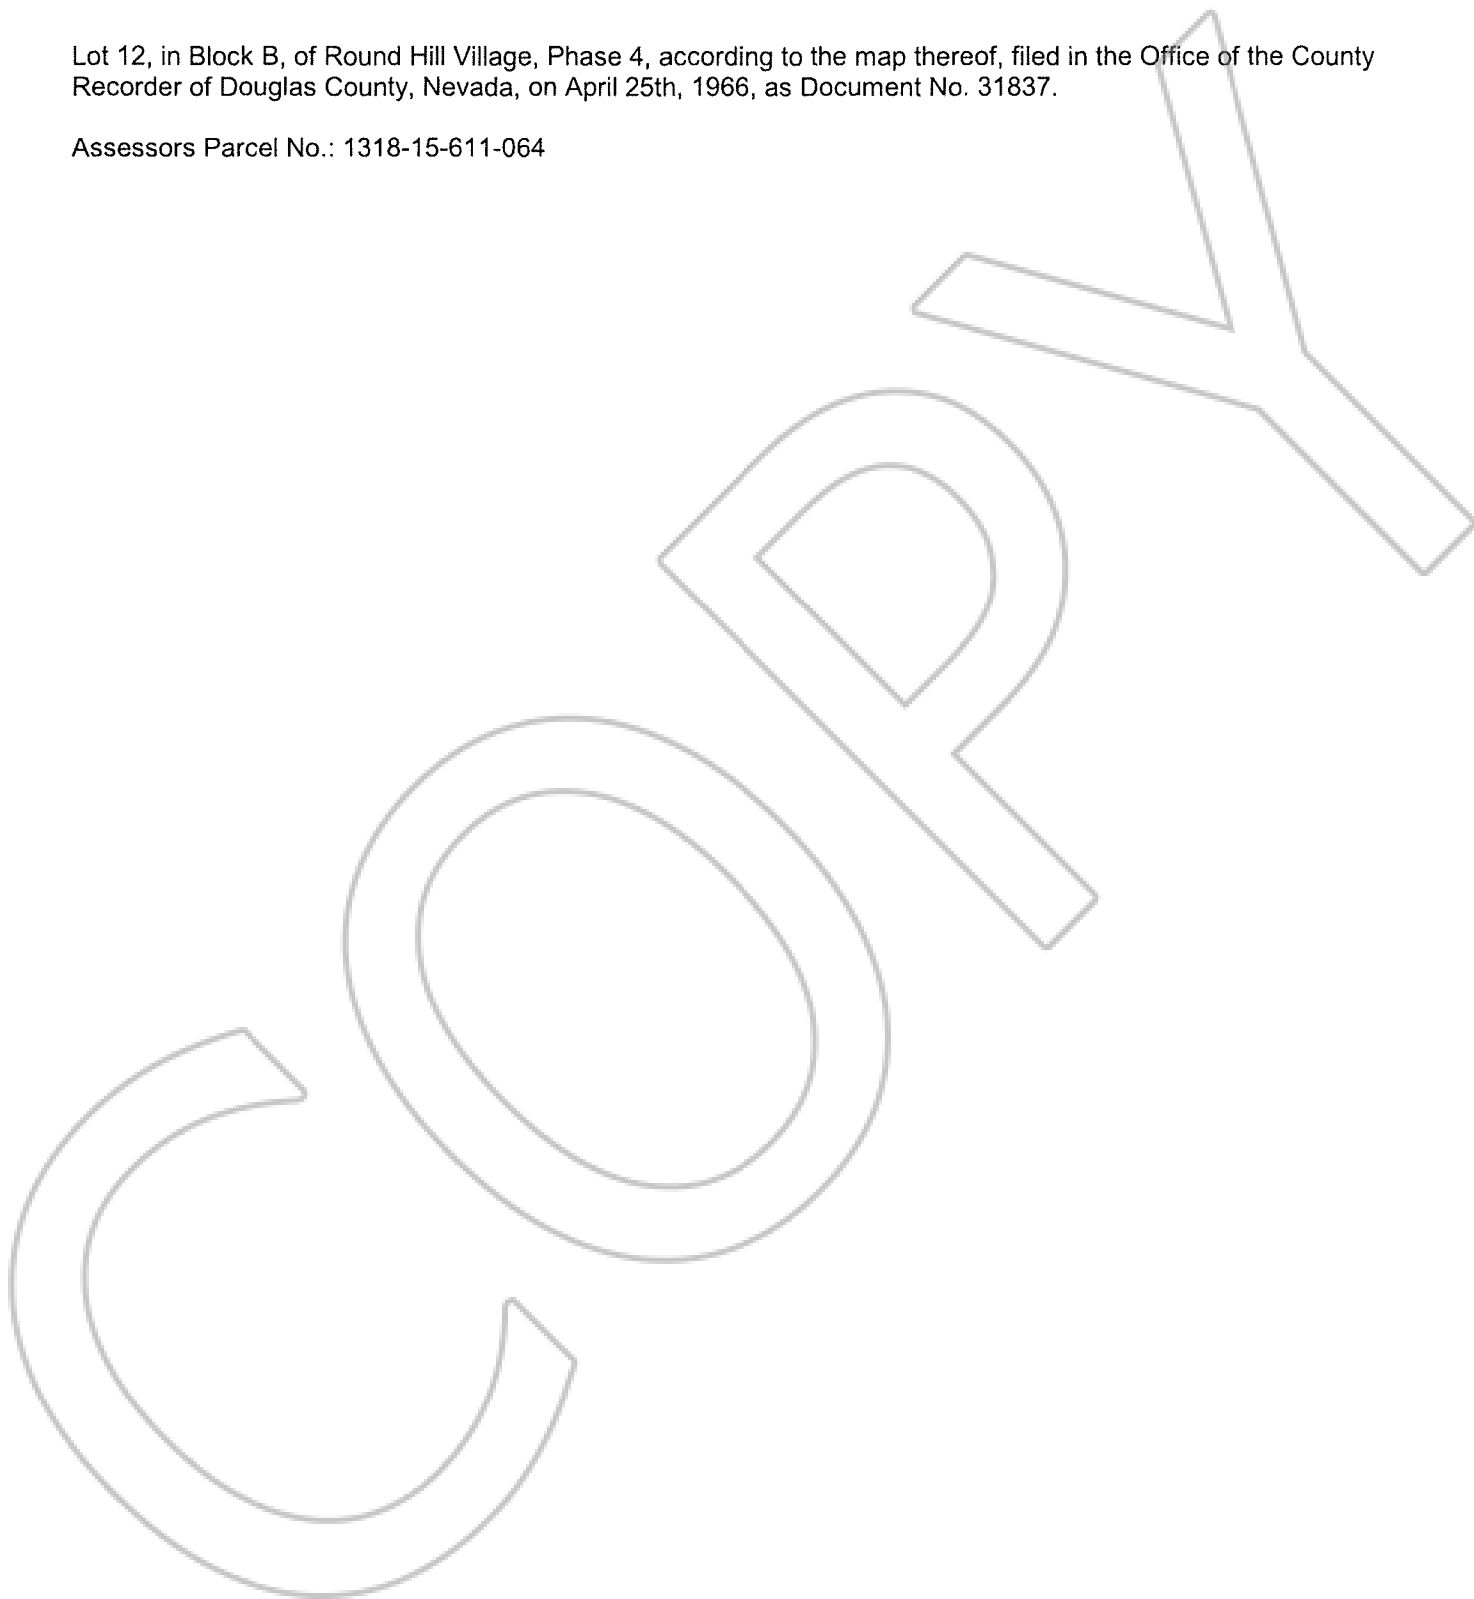 Lot 12, in Block B, of Round Hill Village, Phase 4, according to the map thereof, filed in the Office of the County
Recorder of Douglas County, Nevada, on April 25th, 1966, as Document No. 31837.
Assessors Parcel No.: 1318-15-611-064
COPY